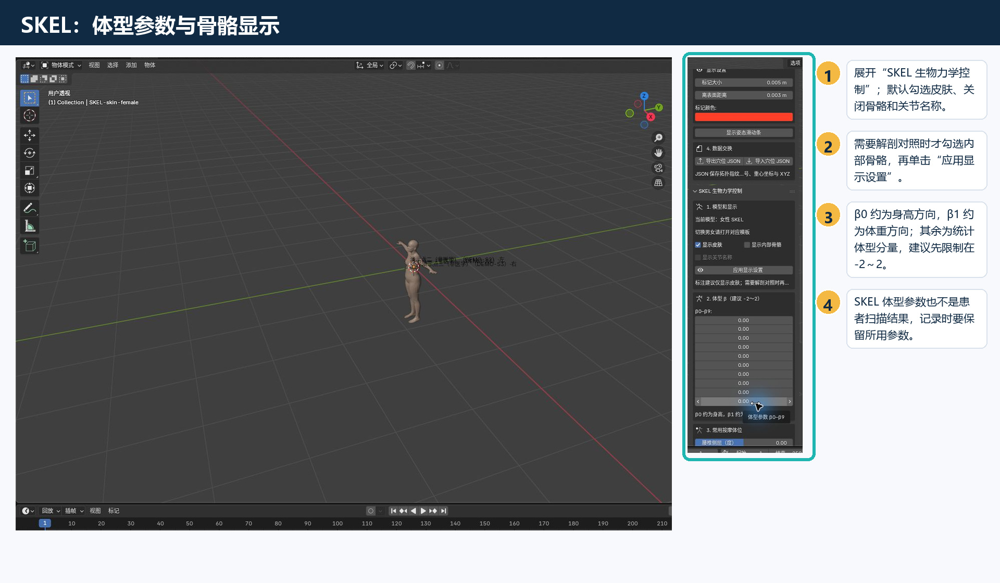 SKEL：体型参数与骨骼显示
物体模式 视图 选择 添加 物体
全局
选项
用户透视
(1) Collection | SKEL-skin-female
Z
Y
X
演示点二（非医学）（DEMO-S2）-左
演示点三（非医学）（DEMO-S3）-右
回放 插帧 视图 标记
1 10 20 30 40 50 60 70 80 90 100 110 120 130 140 150 160 170 180 190 200 210
显示设置
标记大小 0.005 m
离表面距离 0.003 m
标记颜色:
显示姿态滑动条
4. 数据交换
导出穴位 JSON 导入穴位 JSON
JSON 保存拓扑指纹...号、重心坐标与 XYZ
SKEL 生物力学控制
1. 模型和显示
当前模型：女性 SKEL
切换男女请打开对应模板
显示皮肤 显示内部骨骼
显示关节名称
应用显示设置
标注建议仅显示皮肤；需要解剖对照时再...
2. 体型 β（建议 -2～2）
β0–β9:
0.00
0.00
0.00
0.00
0.00
0.00
0.00
0.00
0.00
0.00
β0 约为身高，β1 约为
体型参数 β0–β9
3. 常用按摩体位
腰椎侧屈（度） 0.00
1 起始 1 结束 250
1
展开“SKEL 生物力学控
制”；默认勾选皮肤、关
闭骨骼和关节名称。
2
需要解剖对照时才勾选内
部骨骼，再单击“应用显
示设置”。
3
β0 约为身高方向，β1 约
为体重方向；其余为统计
体型分量，建议先限制在
-2～2。
4
SKEL 体型参数也不是患
者扫描结果，记录时要保
留所用参数。